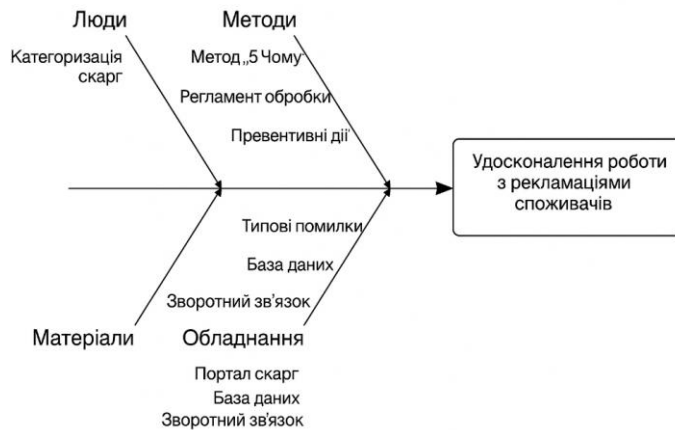 Люди
Методи
Категоризація
скарг
Метод „5 Чому"
Регламент обробки
Превентивні дії
Удосконалення роботи
з рекламаціями
споживачів
Типові помилки
База даних
Зворотний зв'язок
Матеріали
Обладнання
Портал скарг
База даних
Зворотний зв'язок